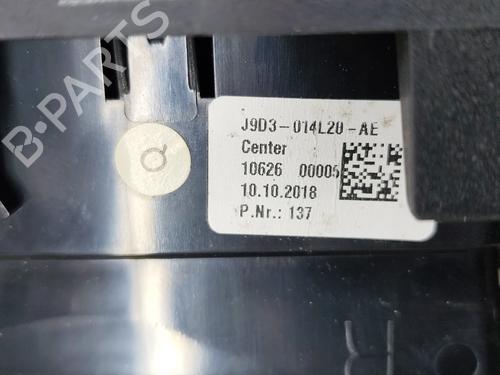 J9D3-014L20-AE
Center
10626 00005
10.10.2018
P.Nr.: 137
Q
B-PARTS
R